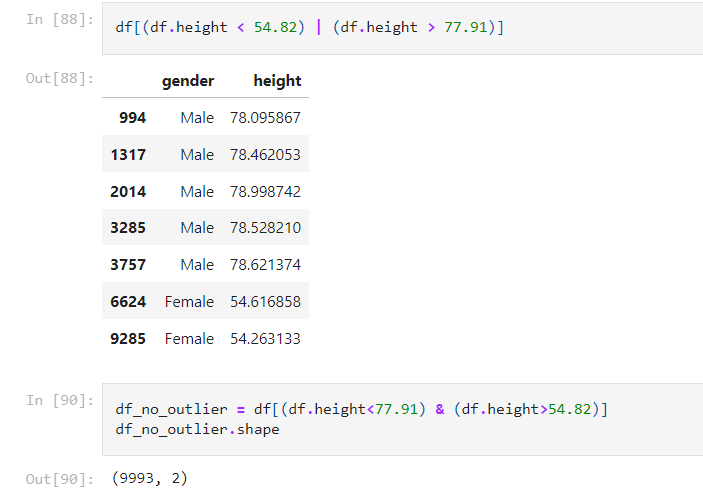 In [88]: df[(df.height < 54.82) | (df.height > 77.91)]
Out[88]:
gender height
994 Male 78.095867
1317 Male 78.462053
2014 Male 78.998742
3285 Male 78.528210
3757 Male 78.621374
6624 Female 54.616858
9285 Female 54.263133
In [90]: df_no_outlier = df[(df.height<77.91) & (df.height>54.82)]
df_no_outlier.shape
Out[90]: (9993, 2)